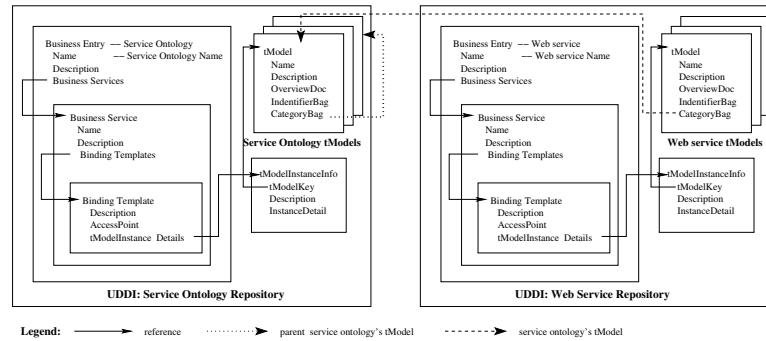 Business Entry –– Service Ontology
Name –– Service Ontology Name
Description
Business Services
Business Service
Name
Description
Binding Templates
Binding Template
Description
AccessPoint
tModelInstance Details
tModel
Name
Description
OverviewDoc
IndentifierBag
CategoryBag
Service Ontology tModels
tModelInstanceInfo
tModelKey
Description
InstanceDetail
UDDI: Service Ontology Repository
Business Entry –– Web service
Name –– Web service Name
Description
Business Services
Business Service
Name
Description
Binding Templates
Binding Template
Description
AccessPoint
tModelInstance Details
tModel
Name
Description
OverviewDoc
IndentifierBag
CategoryBag
Web service tModels
tModelInstanceInfo
tModelKey
Description
InstanceDetail
UDDI: Web Service Repository
Legend: reference parent service ontology's tModel service ontology's tModel